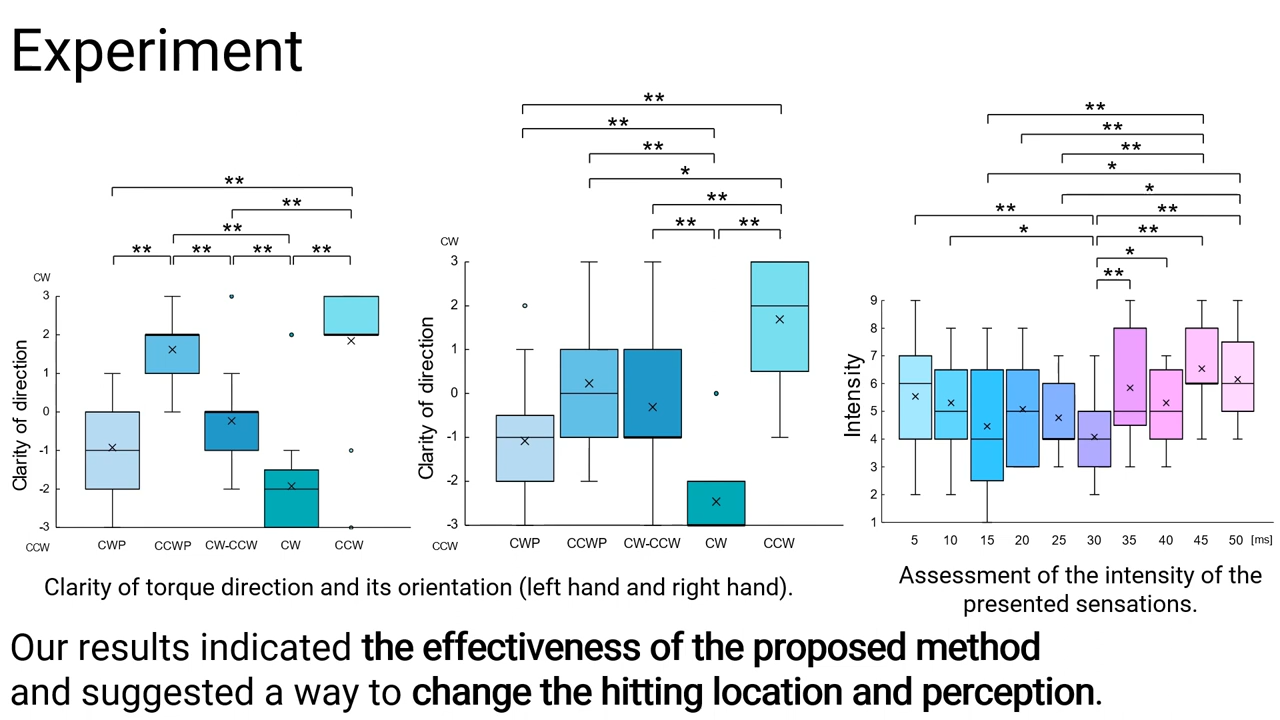 Experiment
** ** ** ** ** ** **
CW
3
2
1
0
-1
-2
-3
CCW
Clarity of direction
CWP CCWP CW-CCW CW CCW
** ** ** * ** ** **
CW
3
2
1
0
-1
-2
-3
CCW
Clarity of direction
CWP CCWP CW-CCW CW CCW
Clarity of torque direction and its orientation (left hand and right hand).
** ** ** * * ** ** * ** * **
9
8
7
6
5
4
3
2
1
Intensity
5 10 15 20 25 30 35 40 45 50 [ms]
Assessment of the intensity of the
presented sensations.
Our results indicated the effectiveness of the proposed method
and suggested a way to change the hitting location and perception.